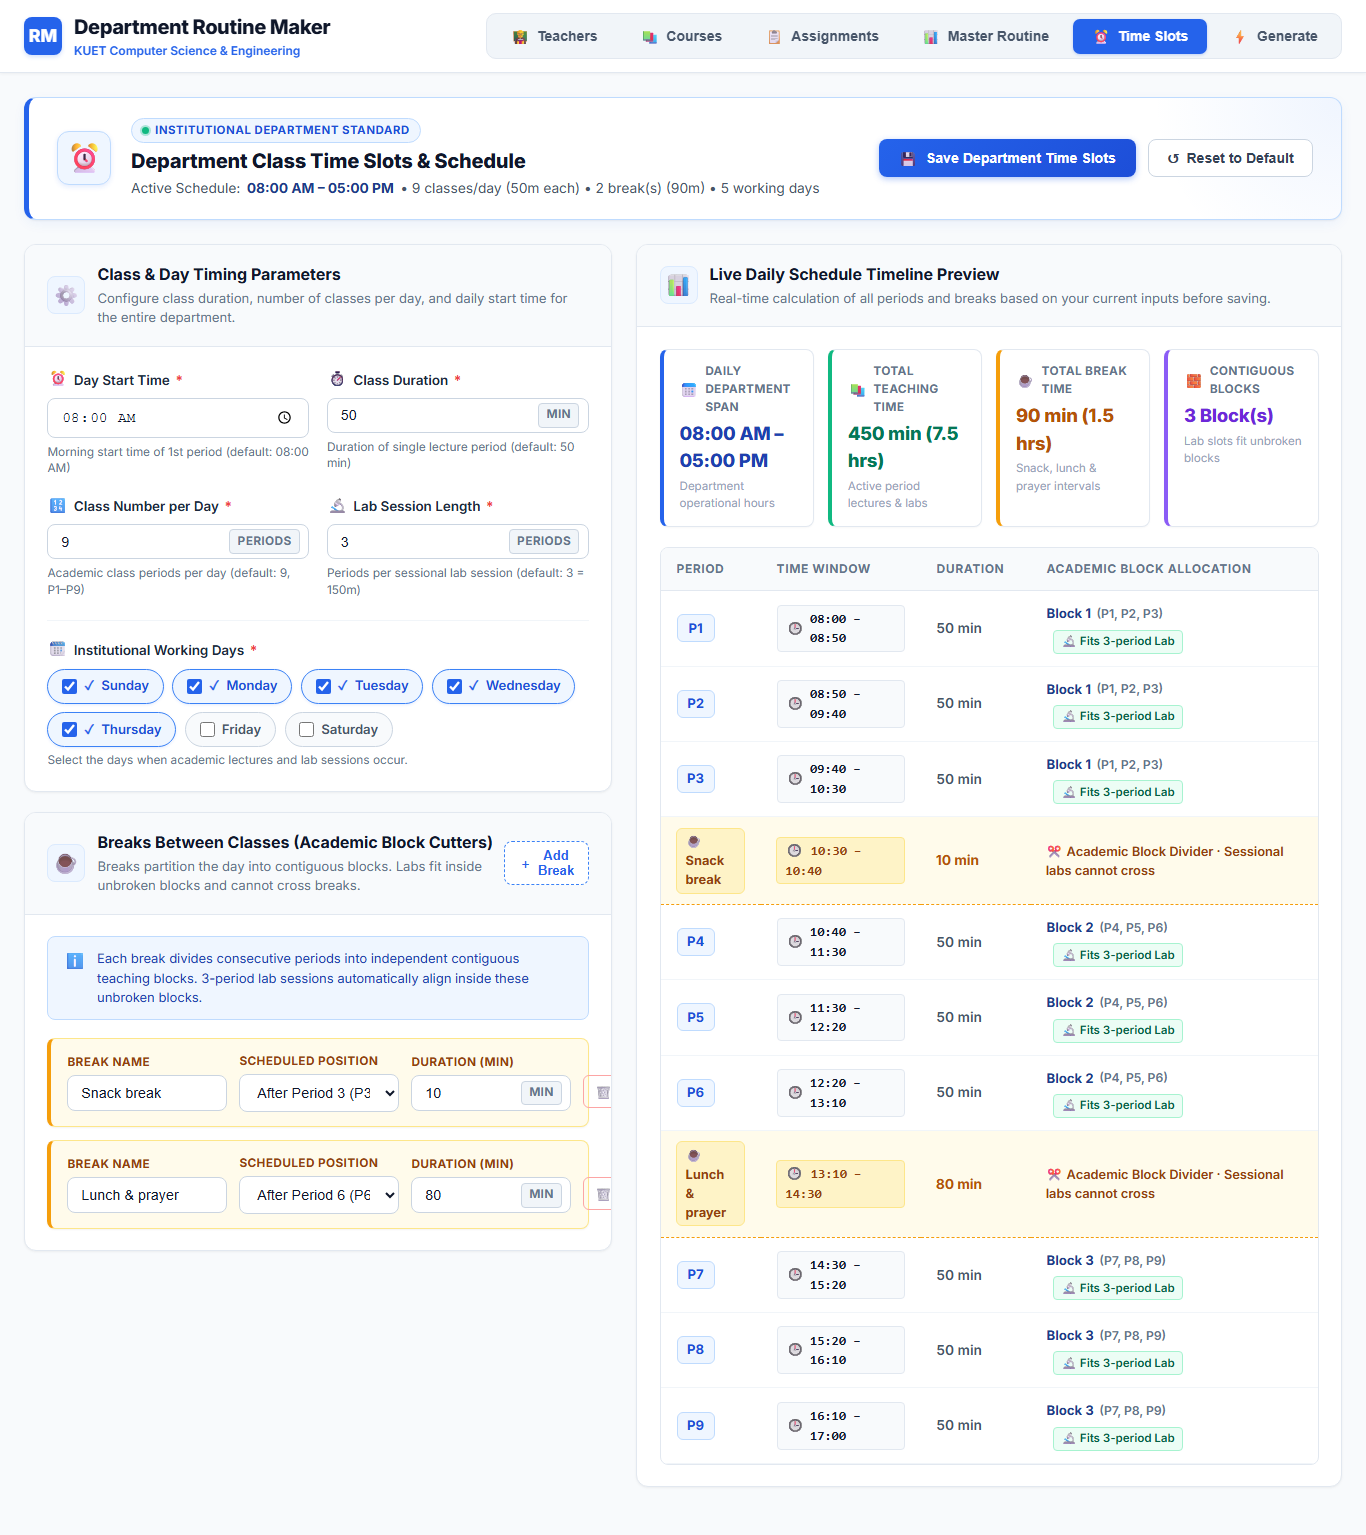 RM
Department Routine Maker
KUET Computer Science & Engineering
Teachers
Courses
Assignments
Master Routine
Time Slots
Generate
INSTITUTIONAL DEPARTMENT STANDARD
Department Class Time Slots & Schedule
Active Schedule: 08:00 AM – 05:00 PM • 9 classes/day (50m each) • 2 break(s) (90m) • 5 working days
Save Department Time Slots
↺ Reset to Default
Class & Day Timing Parameters
Configure class duration, number of classes per day, and daily start time for
the entire department.
Day Start Time *
08:00 AM
Morning start time of 1st period (default: 08:00
AM)
Class Duration *
50
MIN
Duration of single lecture period (default: 50
min)
Class Number per Day *
9
PERIODS
Academic class periods per day (default: 9,
P1–P9)
Lab Session Length *
3
PERIODS
Periods per sessional lab session (default: 3 =
150m)
Institutional Working Days *
✓ Sunday
✓ Monday
✓ Tuesday
✓ Wednesday
✓ Thursday
Friday
Saturday
Select the days when academic lectures and lab sessions occur.
Breaks Between Classes (Academic Block Cutters)
Breaks partition the day into contiguous blocks. Labs fit inside
unbroken blocks and cannot cross breaks.
+ Add
Break
Each break divides consecutive periods into independent contiguous
teaching blocks. 3-period lab sessions automatically align inside these
unbroken blocks.
BREAK NAME
SCHEDULED POSITION
DURATION (MIN)
Snack break
After Period 3 (P3
10
MIN
BREAK NAME
SCHEDULED POSITION
DURATION (MIN)
Lunch & prayer
After Period 6 (P6
80
MIN
Live Daily Schedule Timeline Preview
Real-time calculation of all periods and breaks based on your current inputs before saving.
DAILY
DEPARTMENT
SPAN
08:00 AM –
05:00 PM
Department
operational hours
TOTAL
TEACHING
TIME
450 min (7.5
hrs)
Active period
lectures & labs
TOTAL BREAK
TIME
90 min (1.5
hrs)
Snack, lunch &
prayer intervals
CONTIGUOUS
BLOCKS
3 Block(s)
Lab slots fit unbroken
blocks
PERIOD
TIME WINDOW
DURATION
ACADEMIC BLOCK ALLOCATION
P1
08:00 –
08:50
50 min
Block 1 (P1, P2, P3)
Fits 3-period Lab
P2
08:50 –
09:40
50 min
Block 1 (P1, P2, P3)
Fits 3-period Lab
P3
09:40 –
10:30
50 min
Block 1 (P1, P2, P3)
Fits 3-period Lab
Snack
break
10:30 –
10:40
10 min
Academic Block Divider · Sessional
labs cannot cross
P4
10:40 –
11:30
50 min
Block 2 (P4, P5, P6)
Fits 3-period Lab
P5
11:30 –
12:20
50 min
Block 2 (P4, P5, P6)
Fits 3-period Lab
P6
12:20 –
13:10
50 min
Block 2 (P4, P5, P6)
Fits 3-period Lab
Lunch
&
prayer
13:10 –
14:30
80 min
Academic Block Divider · Sessional
labs cannot cross
P7
14:30 –
15:20
50 min
Block 3 (P7, P8, P9)
Fits 3-period Lab
P8
15:20 –
16:10
50 min
Block 3 (P7, P8, P9)
Fits 3-period Lab
P9
16:10 –
17:00
50 min
Block 3 (P7, P8, P9)
Fits 3-period Lab